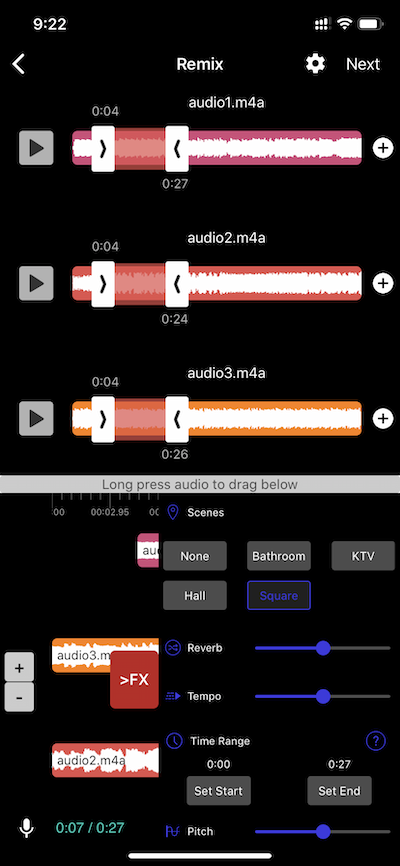 9:22
Remix
Next
audio1.m4a
0:04
0:27
audio2.m4a
0:04
0:24
audio3.m4a
0:04
0:26
Long press audio to drag below
:00 00:02.95 00
Scenes
au
None Bathroom KTV
Hall Square
Reverb
audio3.m
+
>FX
-
Tempo
Time Range ?
audio2.m4a
0:00 0:27
Set Start Set End
0:07 / 0:27
Pitch